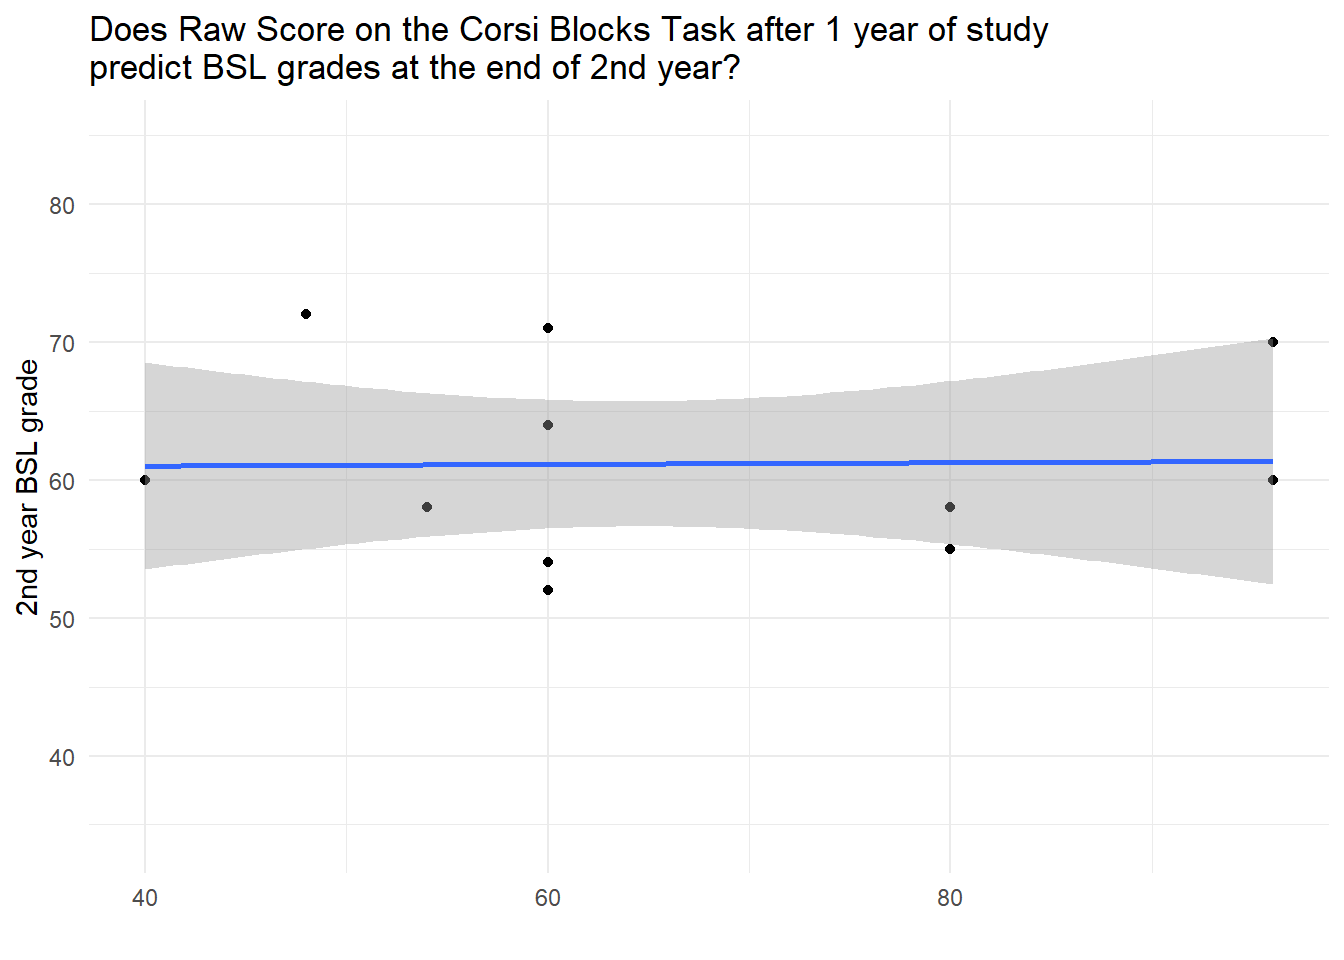 Does Raw Score on the Corsi Blocks Task after 1 year of study
predict BSL grades at the end of 2nd year?
2nd year BSL grade
80
70
60
50
40
40
60
80